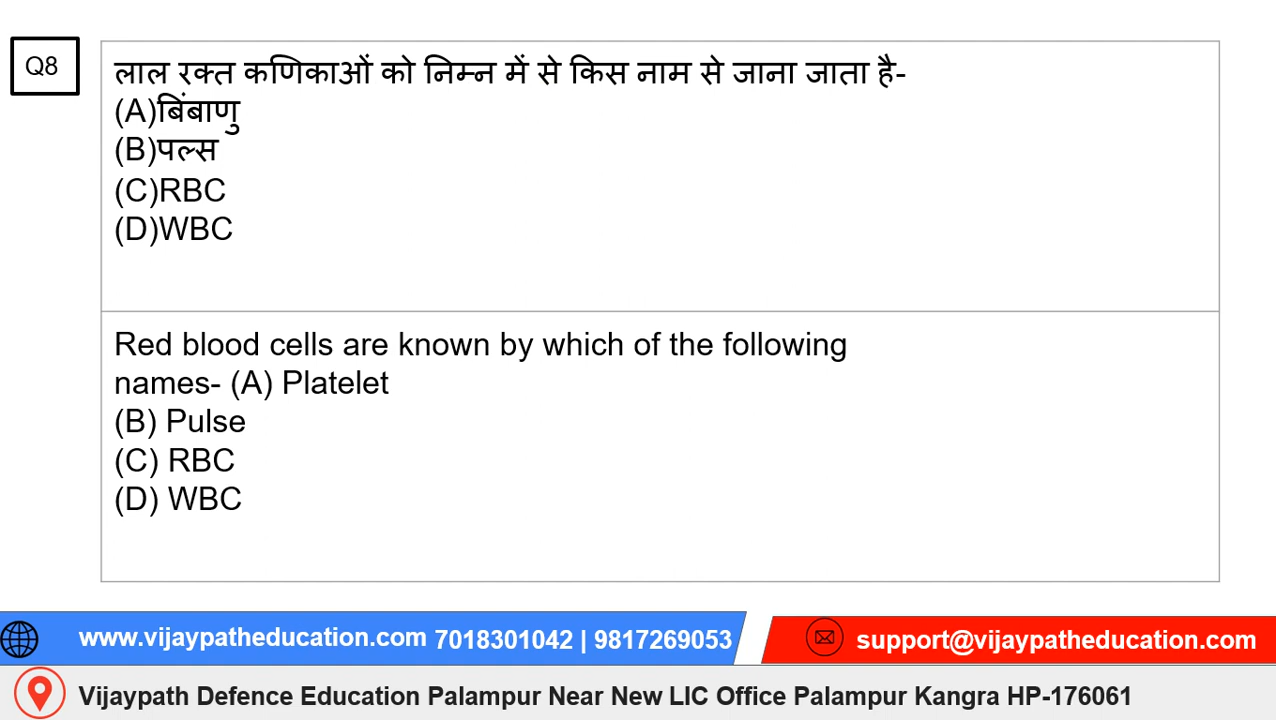 Q8
लाल रक्त कणिकाओं को निम्न में से किस नाम से जाना जाता है-
(A)बिंबाणु
(B)पल्स
(C)RBC
(D)WBC
Red blood cells are known by which of the following
names- (A) Platelet
(B) Pulse
(C) RBC
(D) WBC
www.vijaypatheducation.com 7018301042 | 9817269053
support@vijaypatheducation.com
Vijaypath Defence Education Palampur Near New LIC Office Palampur Kangra HP-176061